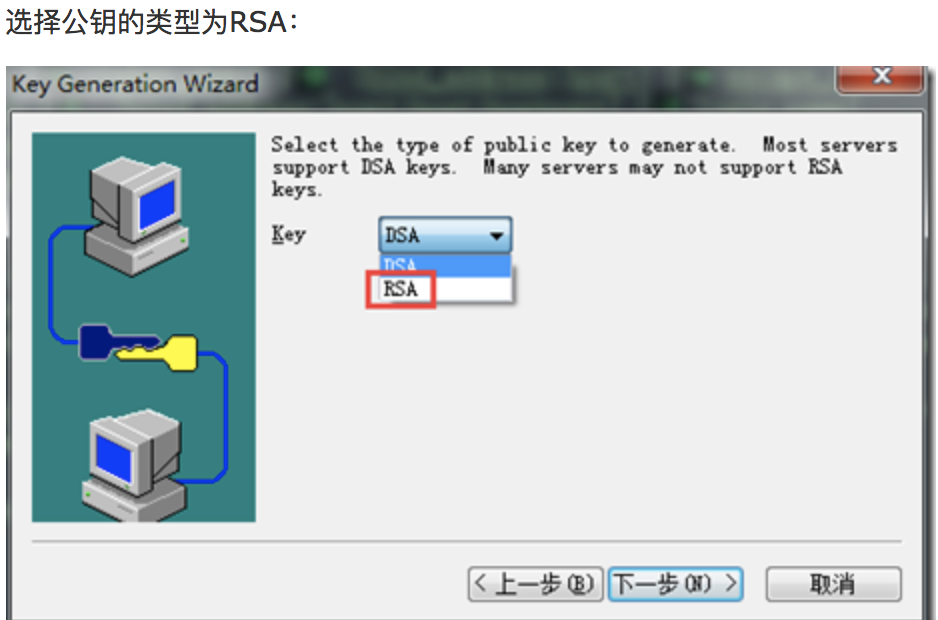 选择公钥的类型为RSA：
Key Generation Wizard
Select the type of public key to generate. Most servers
support DSA keys. Many servers may not support RSA
keys.
Key
DSA
DSA
RSA
< 上一步(B)
下一步(N) >
取消